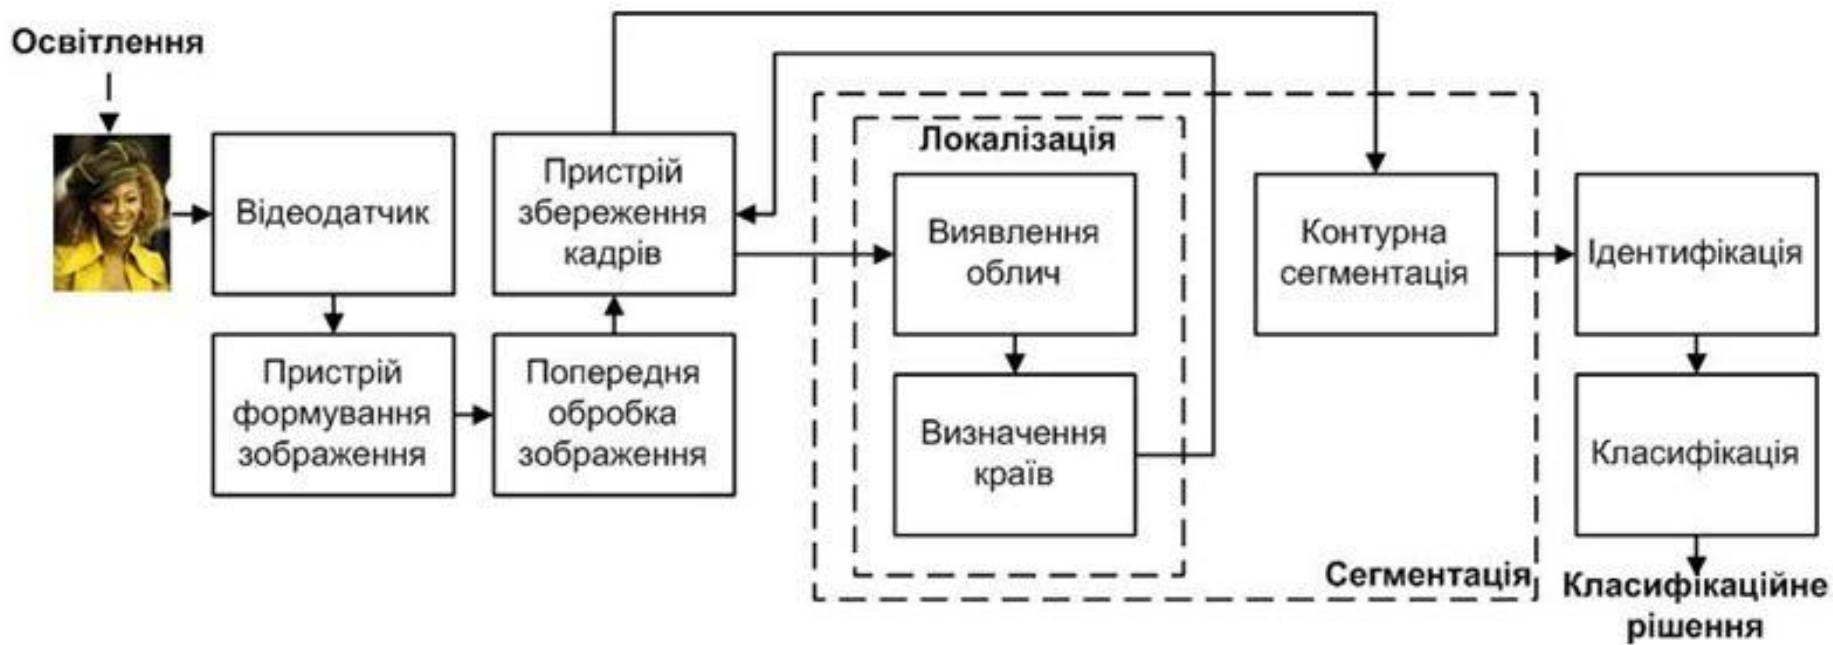 Освітлення
Відеодатчик
Пристрій
формування
зображення
Попередня
обробка
зображення
Пристрій
збереження
кадрів
Локалізація
Виявлення
облич
Визначення
країв
Контурна
сегментація
Сегментація
Ідентифікація
Класифікація
Класифікаційне
рішення